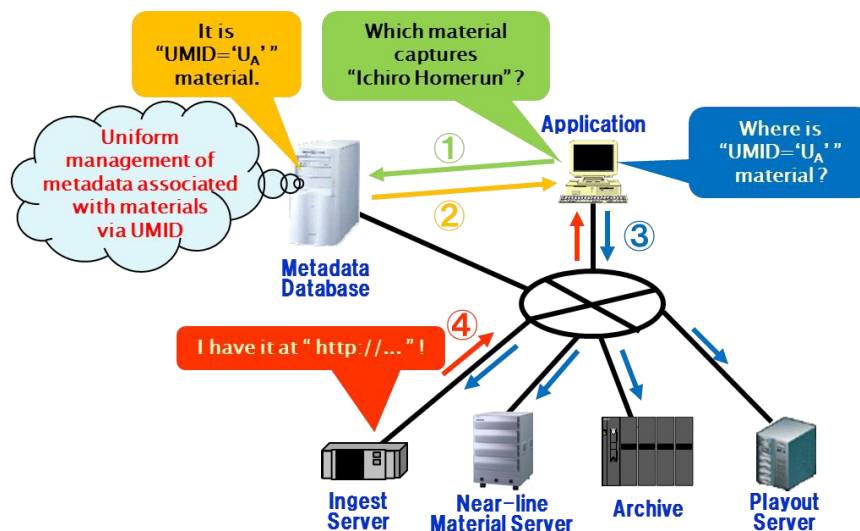 It is
“UMID=‘UA’”
material.
Which material
captures
“Ichiro Homerun”?
Application
Where is
“UMID=‘UA’”
material?
Uniform
management of
metadata associated
with materials
via UMID
①
②
③
Metadata
Database
④
I have it at “ http://... ” !
Ingest
Server
Near-line
Material Server
Archive
Playout
Server